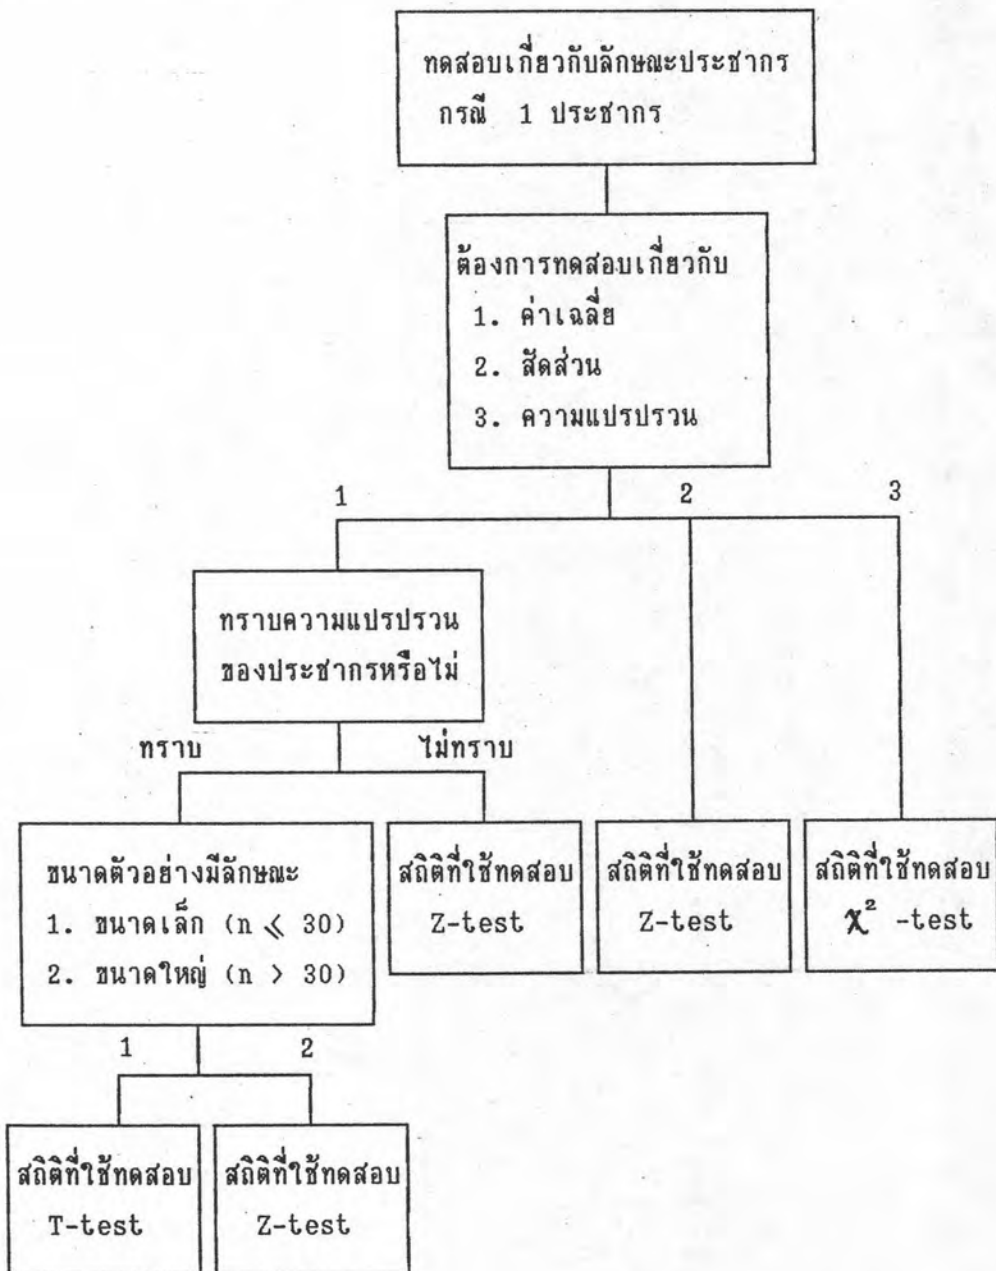 ทดสอบเกี่ยวกับลักษณะประชากร
กรณี 1 ประชากร
ต้องการทดสอบเกี่ยวกับ
1. ค่าเฉลี่ย
2. สัดส่วน
3. ความแปรปรวน
1 2 3
ทราบความแปรปรวน
ของประชากรหรือไม่
ทราบ ไม่ทราบ
ขนาดตัวอย่างมีลักษณะ
1. ขนาดเล็ก (n ≤ 30)
2. ขนาดใหญ่ (n > 30)
สถิติที่ใช้ทดสอบ
Z-test
สถิติที่ใช้ทดสอบ
Z-test
สถิติที่ใช้ทดสอบ
χ² -test
1 2
สถิติที่ใช้ทดสอบ
T-test
สถิติที่ใช้ทดสอบ
Z-test